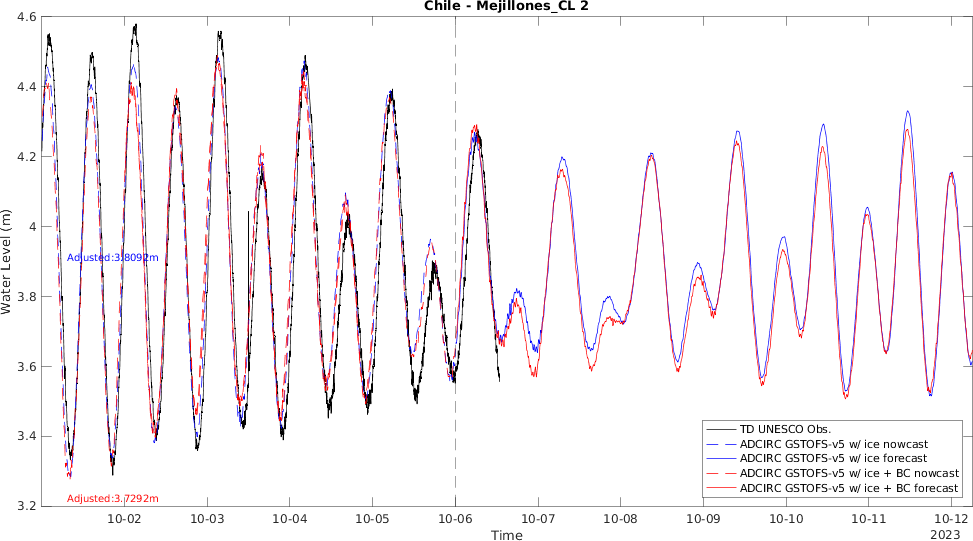 Chile - Mejillones_CL 2
4.6
4.4
4.2
4
3.8
3.6
3.4
3.2
Water Level (m)
Adjusted:3.8092m
Adjusted:3.7292m
TD UNESCO Obs.
ADCIRC GSTOFS-v5 w/ ice nowcast
ADCIRC GSTOFS-v5 w/ ice forecast
ADCIRC GSTOFS-v5 w/ ice + BC nowcast
ADCIRC GSTOFS-v5 w/ ice + BC forecast
10-02 10-03 10-04 10-05 10-06 10-07 10-08 10-09 10-10 10-11 10-12
Time
2023